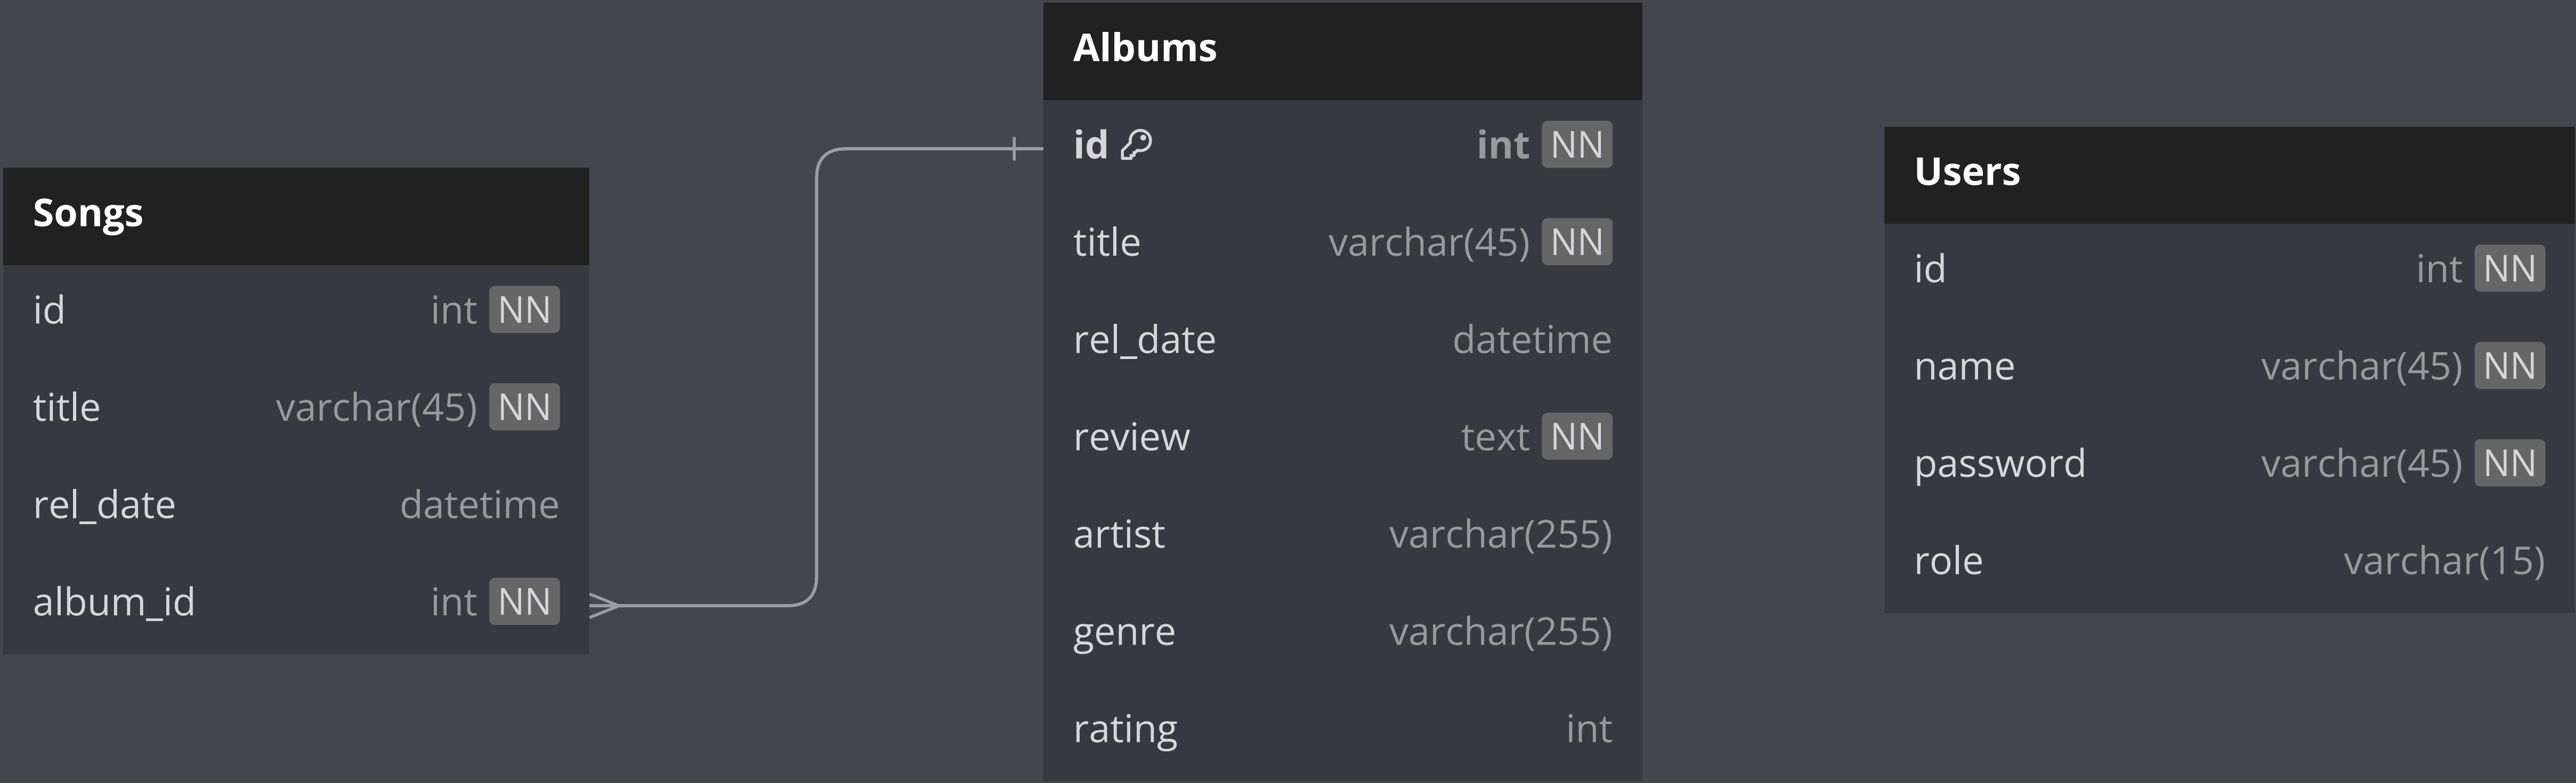 Songs
id int NN
title varchar(45) NN
rel_date datetime
album_id int NN
Albums
id int NN
title varchar(45) NN
rel_date datetime
review text NN
artist varchar(255)
genre varchar(255)
rating int
Users
id int NN
name varchar(45) NN
password varchar(45) NN
role varchar(15)